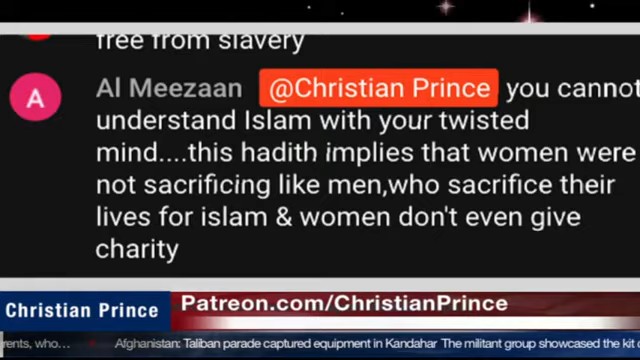 free from slavery
A
Al Meezaan @Christian Prince you cannot
understand Islam with your twisted
mind....this hadith implies that women were
not sacrificing like men,who sacrifice their
lives for islam & women don't even give
charity
Christian Prince
Patreon.com/ChristianPrince
rents, who... Afghanistan: Taliban parade captured equipment in Kandahar The militant group showcased the kit